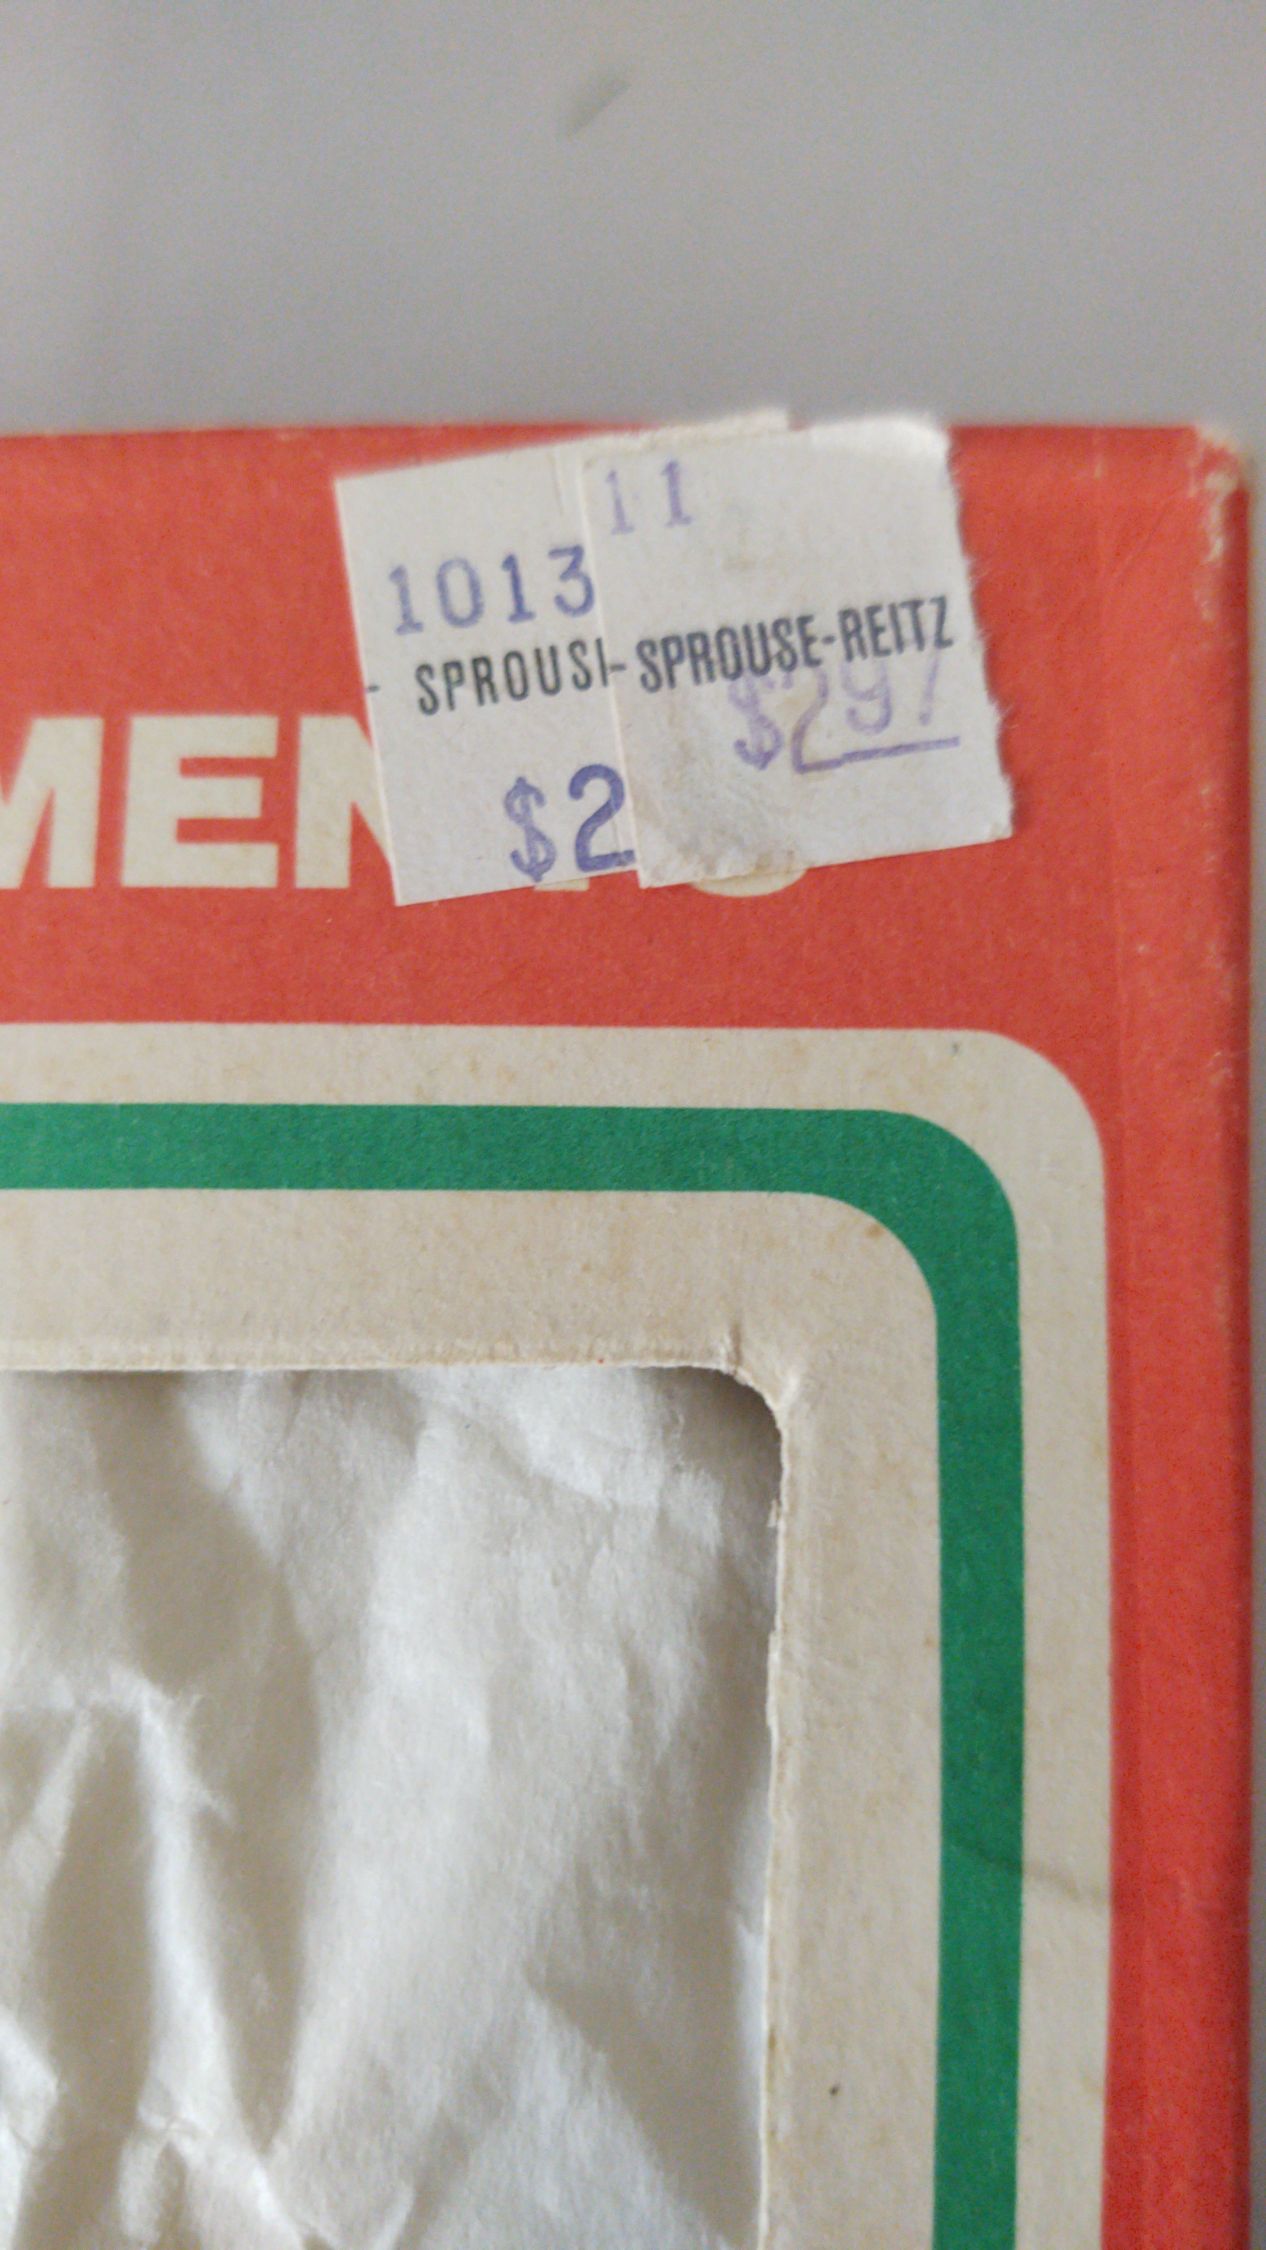 11
1013
SPROUSI-SPROUSE-REITZ
$297
$2
MEN